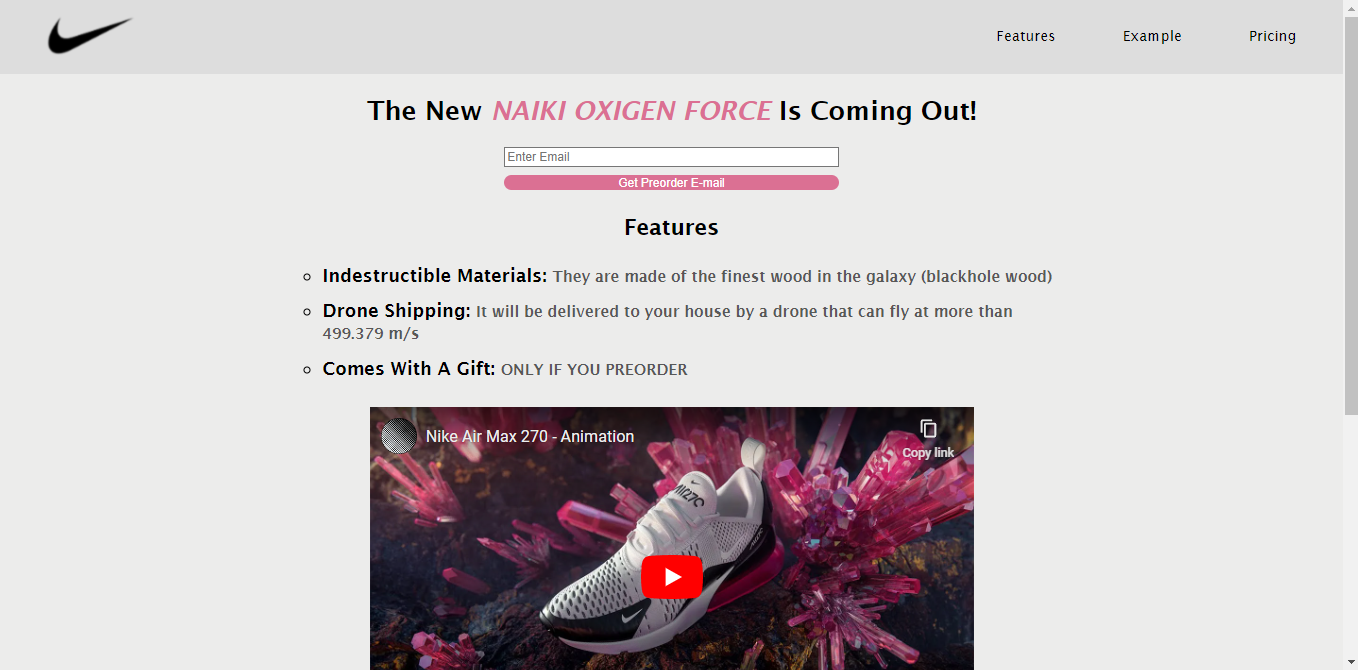 Features
Example
Pricing
The New NAIKI OXIGEN FORCE Is Coming Out!
Enter Email
Get Preorder E-mail
Features
Indestructible Materials: They are made of the finest wood in the galaxy (blackhole wood)
Drone Shipping: It will be delivered to your house by a drone that can fly at more than
499.379 m/s
Comes With A Gift: ONLY IF YOU PREORDER
Nike Air Max 270 - Animation
Copy link
AIR270